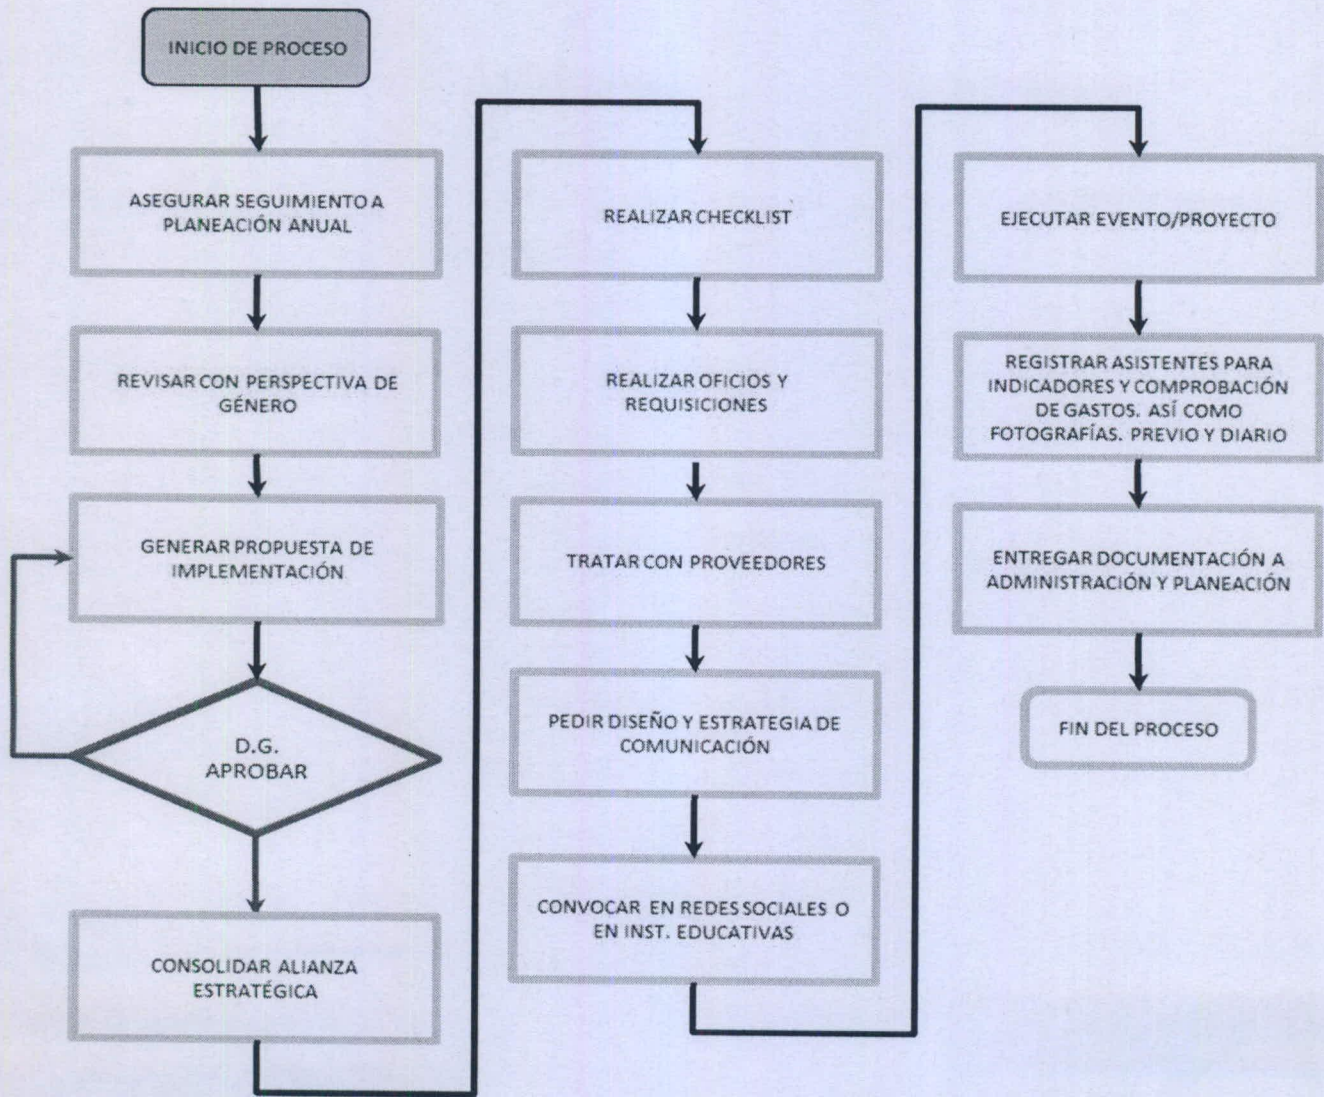 INICIO DE PROCESO
ASEGURAR SEGUIMIENTO A
PLANEACIÓN ANUAL
REVISAR CON PERSPECTIVA DE
GÉNERO
GENERAR PROPUESTA DE
IMPLEMENTACIÓN
D.G.
APROBAR
CONSOLIDAR ALIANZA
ESTRATÉGICA
REALIZAR CHECKLIST
REALIZAR OFICIOS Y
REQUISICIONES
TRATAR CON PROVEEDORES
PEDIR DISEÑO Y ESTRATEGIA DE
COMUNICACIÓN
CONVOCAR EN REDES SOCIALES O
EN INST. EDUCATIVAS
EJECUTAR EVENTO/PROYECTO
REGISTRAR ASISTENTES PARA
INDICADORES Y COMPROBACIÓN
DE GASTOS. ASÍ COMO
FOTOGRAFÍAS. PREVIO Y DIARIO
ENTREGAR DOCUMENTACIÓN A
ADMINISTRACIÓN Y PLANEACIÓN
FIN DEL PROCESO